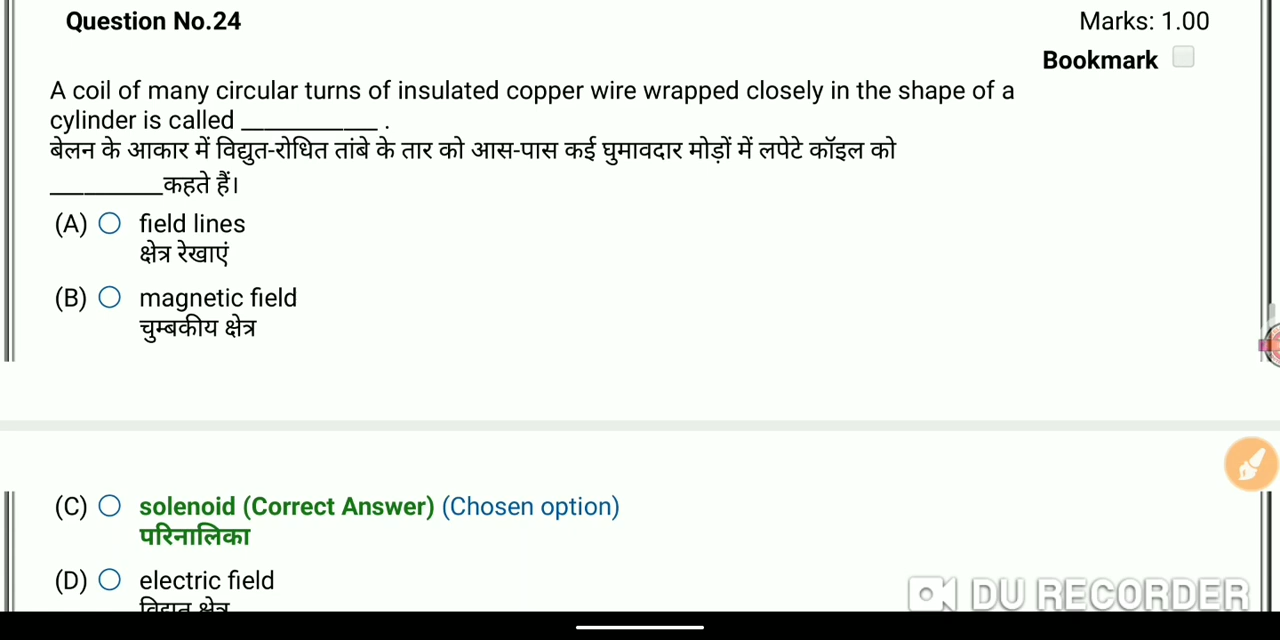 Question No.24
Marks: 1.00
Bookmark
A coil of many circular turns of insulated copper wire wrapped closely in the shape of a
cylinder is called ___________ .
बेलन के आकार में विद्युत-रोधित तांबे के तार को आस-पास कई घुमावदार मोड़ों में लपेटे कॉइल को
_________कहते हैं।
(A) field lines
क्षेत्र रेखाएं
(B) magnetic field
चुम्बकीय क्षेत्र
(C) solenoid (Correct Answer) (Chosen option)
परिनालिका
(D) electric field
विद्युत क्षेत्र
DU RECORDER